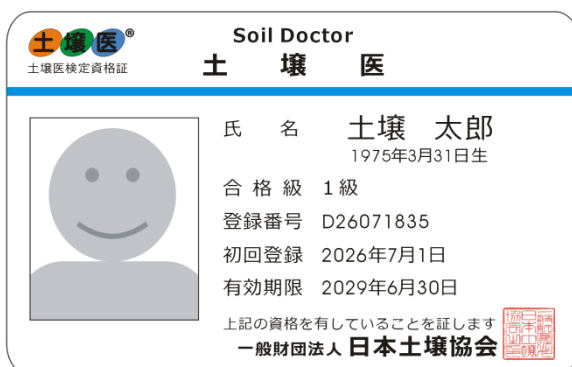 土壌医®
土壌医検定資格証
Soil Doctor
土 壌 医
氏 名 土壌 太郎
1975年3月31日生
合格級 1級
登録番号 D26071835
初回登録 2026年7月1日
有効期限 2029年6月30日
上記の資格を有していることを証します
一般財団法人 日本土壌協会